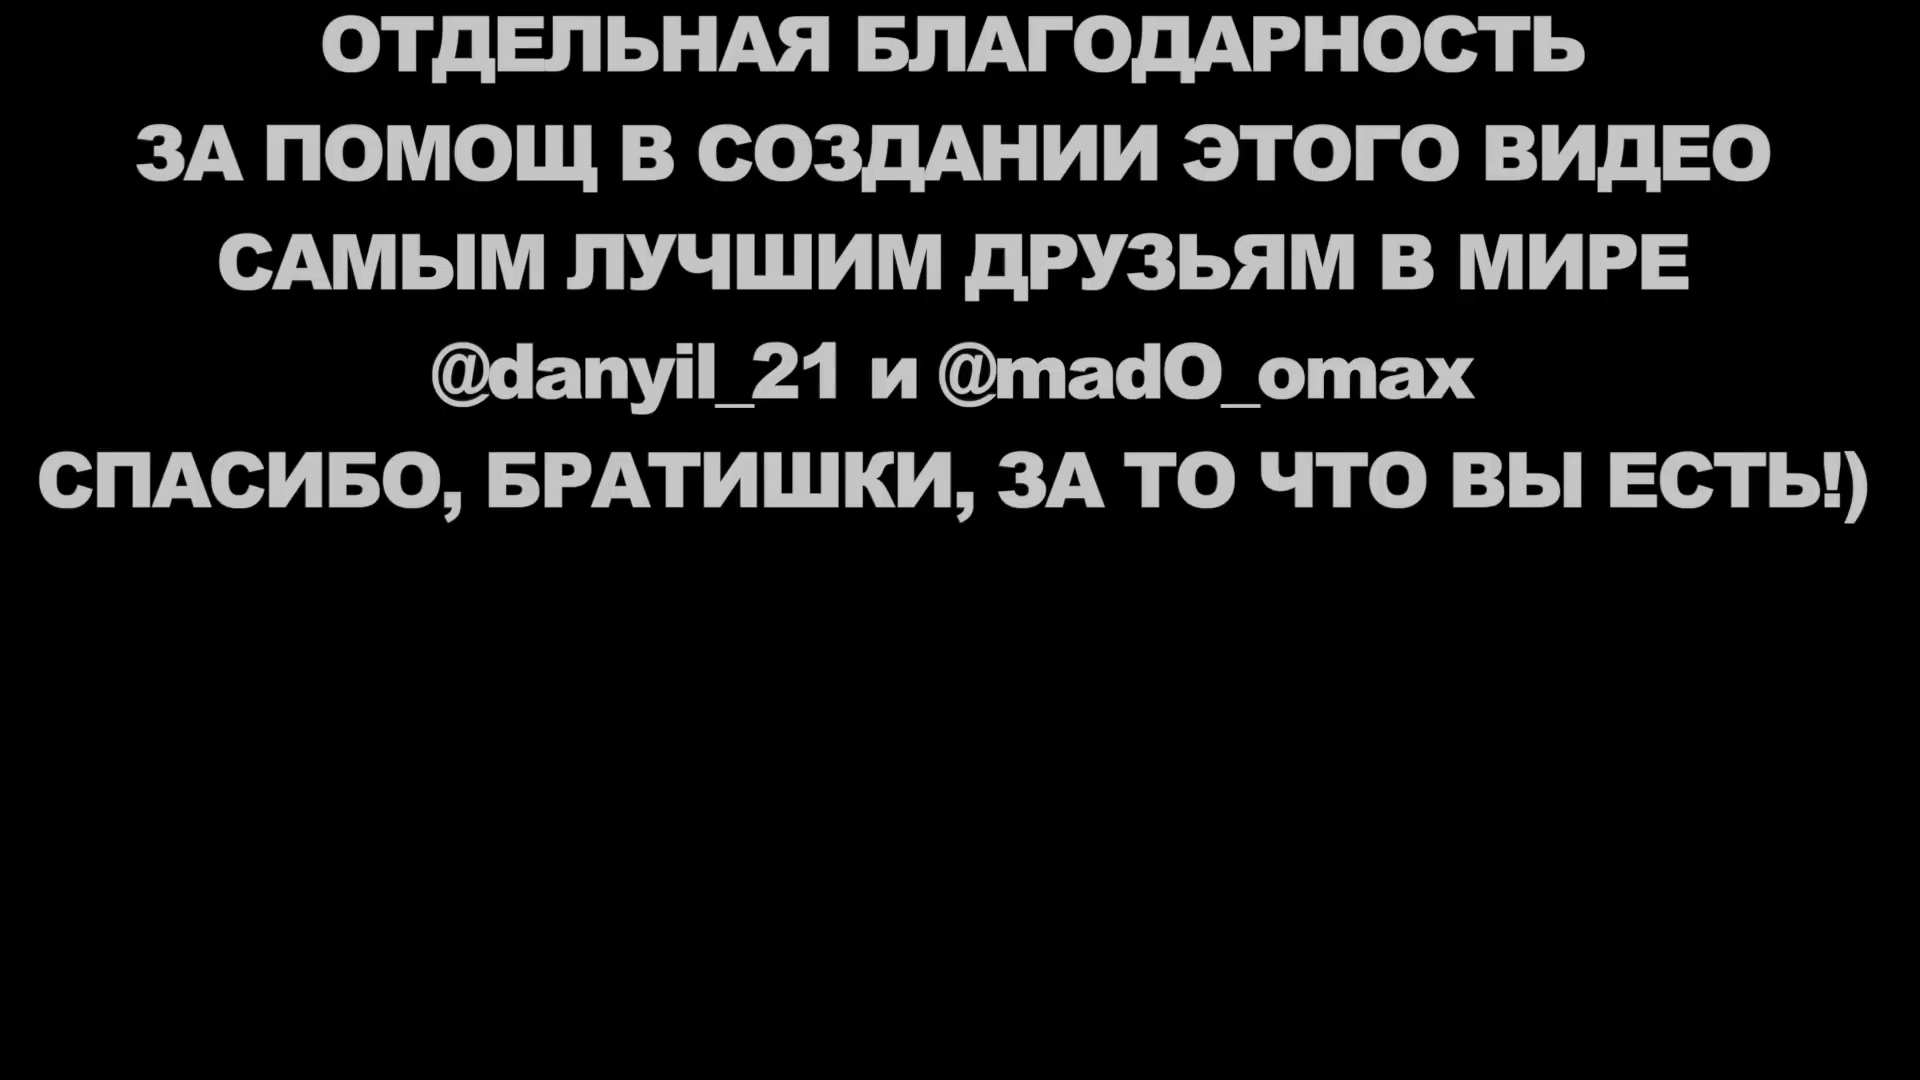 ОТДЕЛЬНАЯ БЛАГОДАРНОСТЬ
ЗА ПОМОЩ В СОЗДАНИИ ЭТОГО ВИДЕО
САМЫМ ЛУЧШИМ ДРУЗЬЯМ В МИРЕ
@danyil_21 и @madO_omax
СПАСИБО, БРАТИШКИ, ЗА ТО ЧТО ВЫ ЕСТЬ!)